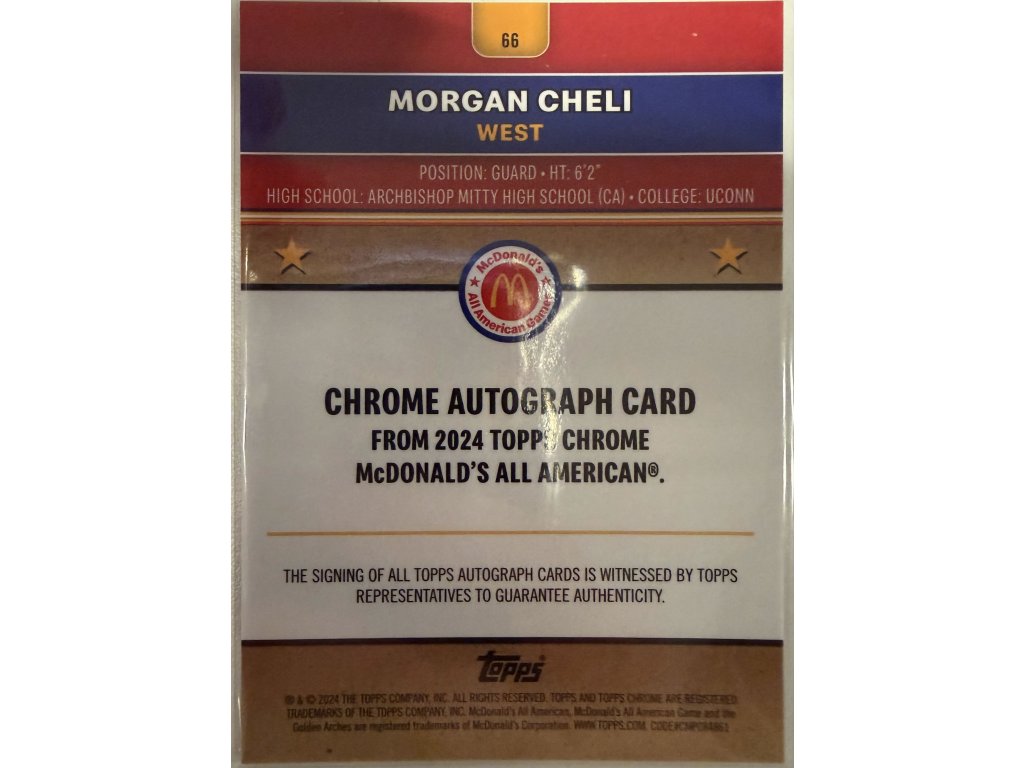 66
MORGAN CHELI
WEST
POSITION: GUARD • HT: 6'2"
HIGH SCHOOL: ARCHBISHOP MITTY HIGH SCHOOL (CA) • COLLEGE: UCONN
McDonald's
All American Games
CHROME AUTOGRAPH CARD
FROM 2024 TOPPS CHROME
McDONALD'S ALL AMERICAN®.
THE SIGNING OF ALL TOPPS AUTOGRAPH CARDS IS WITNESSED BY TOPPS
REPRESENTATIVES TO GUARANTEE AUTHENTICITY.
TOPPS®
® & © 2024 THE TOPPS COMPANY, INC. ALL RIGHTS RESERVED. TOPPS AND TOPPS CHROME ARE REGISTERED
TRADEMARKS OF THE TOPPS COMPANY, INC. McDonald's All American, McDonald's All American Game and the
Golden Arches are registered trademarks of McDonald's Corporation. WWW.TOPPS.COM.